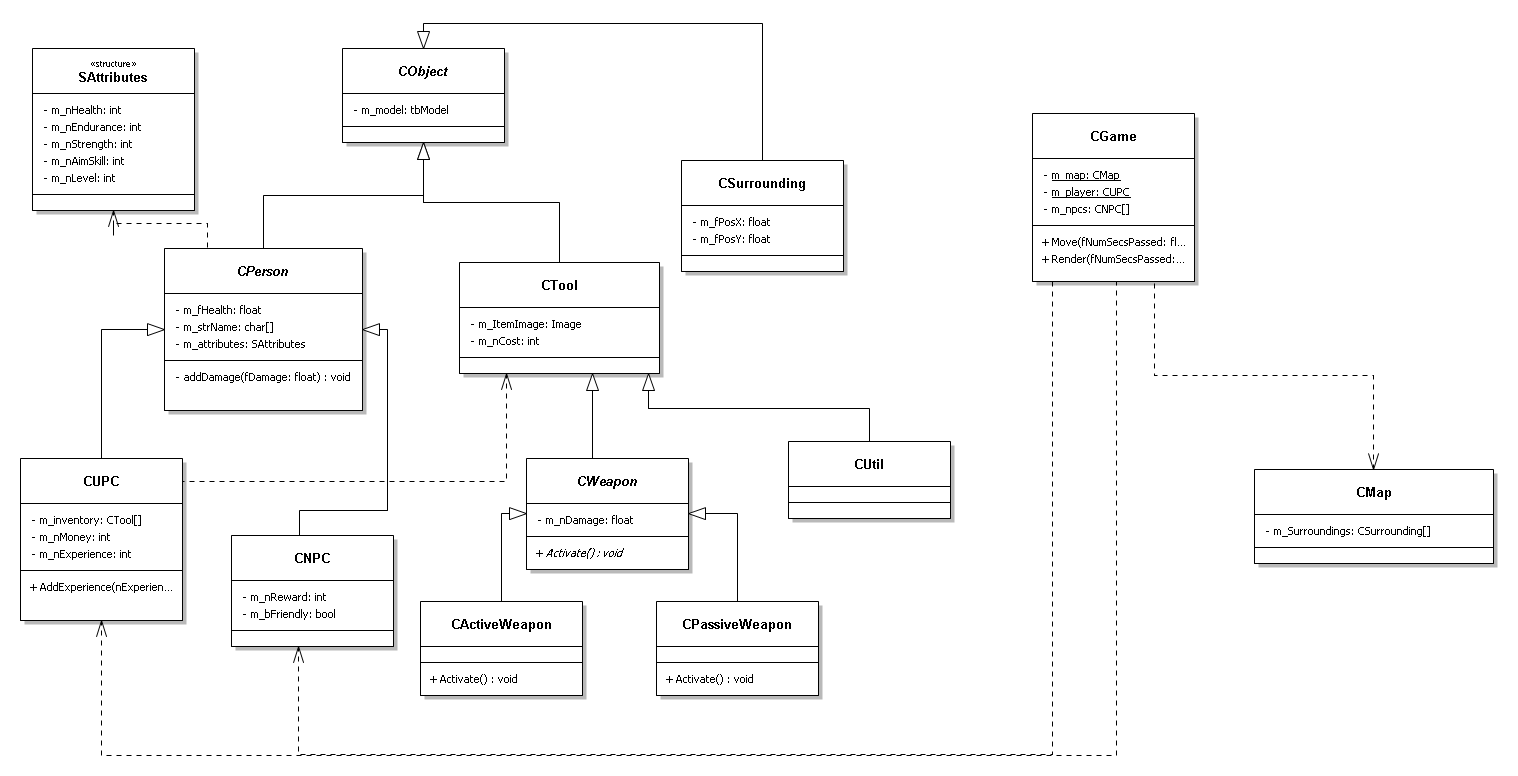 «structure»
SAttributes
- m_nHealth: int
- m_nEndurance: int
- m_nStrength: int
- m_nAimSkill: int
- m_nLevel: int
CObject
- m_model: tbModel
CSurrounding
- m_fPosX: float
- m_fPosY: float
CGame
- m_map: CMap
- m_player: CUPC
- m_npcs: CNPC[]
+ Move(fNumSecsPassed: fl...
+ Render(fNumSecsPassed:...
CPerson
- m_fHealth: float
- m_strName: char[]
- m_attributes: SAttributes
- addDamage(fDamage: float) : void
CTool
- m_ItemImage: Image
- m_nCost: int
CUPC
- m_inventory: CTool[]
- m_nMoney: int
- m_nExperience: int
+ AddExperience(nExperien...
CNPC
- m_nReward: int
- m_bFriendly: bool
CWeapon
- m_nDamage: float
+ Activate() : void
CUtil
CMap
- m_Surroundings: CSurrounding[]
CActiveWeapon
+ Activate() : void
CPassiveWeapon
+ Activate() : void